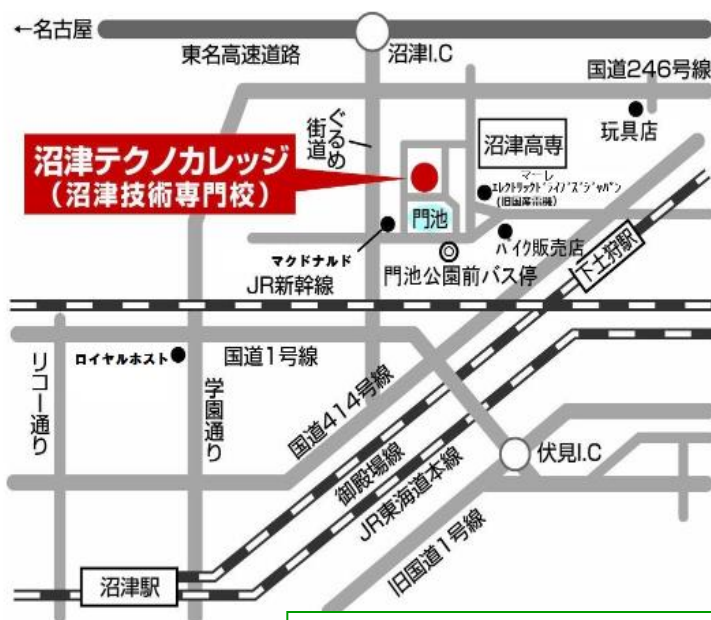 ←名古屋
東名高速道路
沼津I.C
国道246号線
ぐるめ
街道
沼津高専
玩具店
沼津テクノカレッジ
(沼津技術専門校)
マーレ
エレクトリックドライブズジャパン
(旧国産電機)
門池
バイク販売店
マクドナルド
門池公園前バス停
下土狩駅
JR新幹線
ロイヤルホスト
国道1号線
リコー通り
学園通り
国道414号線
御殿場線
JR東海道本線
伏見I.C
旧国道1号線
沼津駅